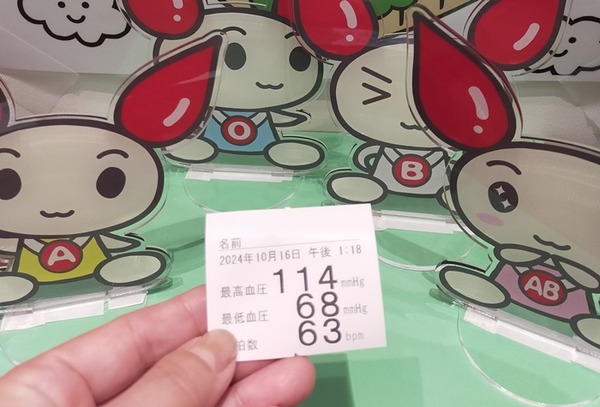 O
B
A
AB
名前
2024年10月16日 午後 1:18
最高血圧 114 mmHg
最低血圧 68 mmHg
拍数 63 bpm